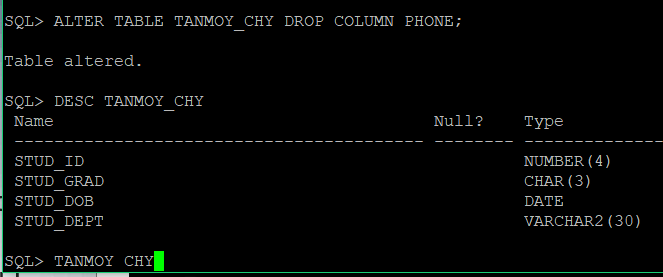 SQL> ALTER TABLE TANMOY_CHY DROP COLUMN PHONE;
Table altered.
SQL> DESC TANMOY_CHY
Name Null? Type
----------------------------------------- -------- --------------
STUD_ID NUMBER(4)
STUD_GRAD CHAR(3)
STUD_DOB DATE
STUD_DEPT VARCHAR2(30)
SQL> TANMOY CHY